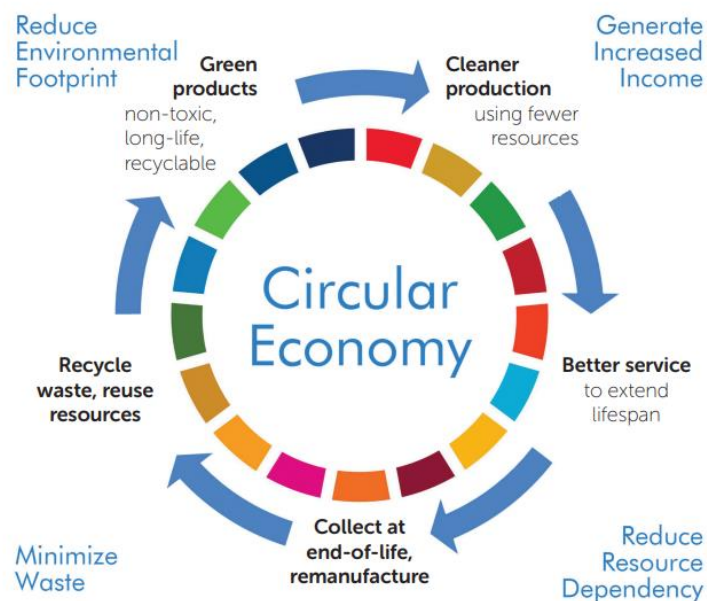 Reduce
Environmental
Footprint
Generate
Increased
Income
Green
products
non-toxic,
long-life,
recyclable
Cleaner
production
using fewer
resources
Circular
Economy
Recycle
waste, reuse
resources
Better service
to extend
lifespan
Collect at
end-of-life,
remanufacture
Minimize
Waste
Reduce
Resource
Dependency